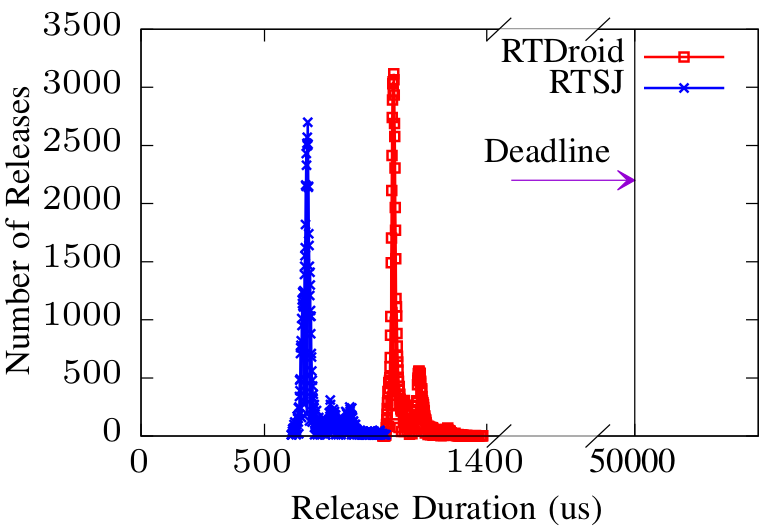 3500
RTDroid
3000
RTSJ
2500
Deadline
2000
1500
1000
500
0
0 500 1400 50000
Number of Releases
Release Duration (us)